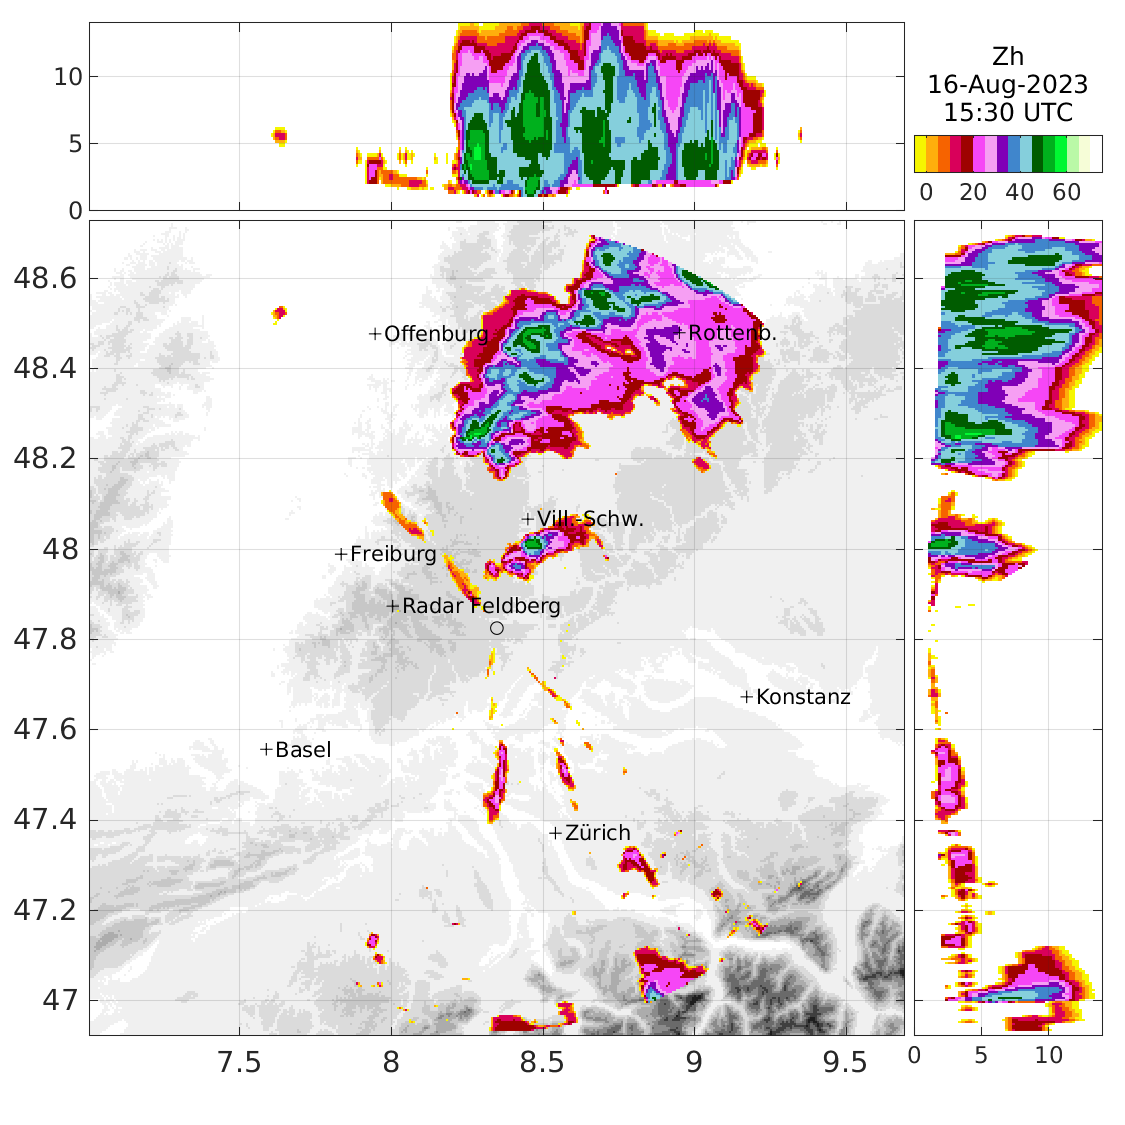 Zh
16-Aug-2023
15:30 UTC
0 20 40 60
10
5
0
48.6
48.4
48.2
48
47.8
47.6
47.4
47.2
47
Offenburg
Rottenb.
Vill.-Schw.
Freiburg
Radar Feldberg
Konstanz
Basel
Zürich
7.5 8 8.5 9 9.5
0 5 10